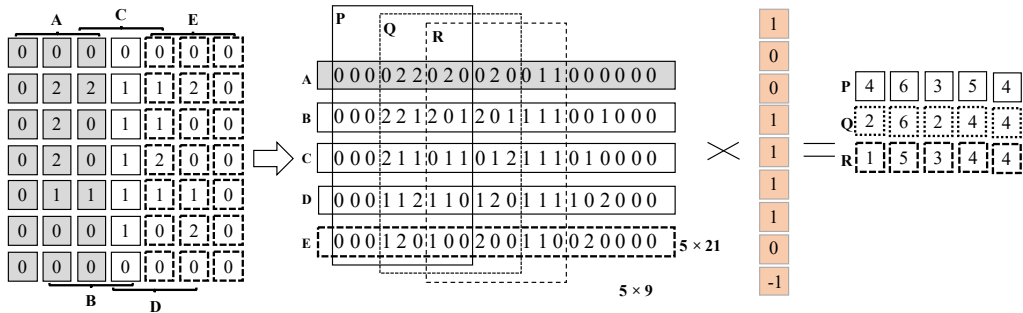 A C E
0 0 0 0 0 0 0
0 2 2 1 1 2 0
0 2 0 1 1 0 0
0 2 0 1 2 0 0
0 1 1 1 1 1 0
0 0 0 1 0 2 0
0 0 0 0 0 0 0
B D
P
Q
R
A 0 0 0 0 2 2 0 2 0 0 2 0 0 1 1 0 0 0 0 0 0
B 0 0 0 2 2 1 2 0 1 2 0 1 1 1 1 0 0 1 0 0 0
C 0 0 0 2 1 1 0 1 1 0 1 2 1 1 1 0 1 0 0 0 0
D 0 0 0 1 1 2 1 1 0 1 2 0 1 1 1 1 0 2 0 0 0
E 0 0 0 1 2 0 1 0 0 2 0 0 1 1 0 0 2 0 0 0 0
5 × 21
5 × 9
1
0
0
1
1
1
1
0
-1
P 4 6 3 5 4
Q 2 6 2 4 4
R 1 5 3 4 4